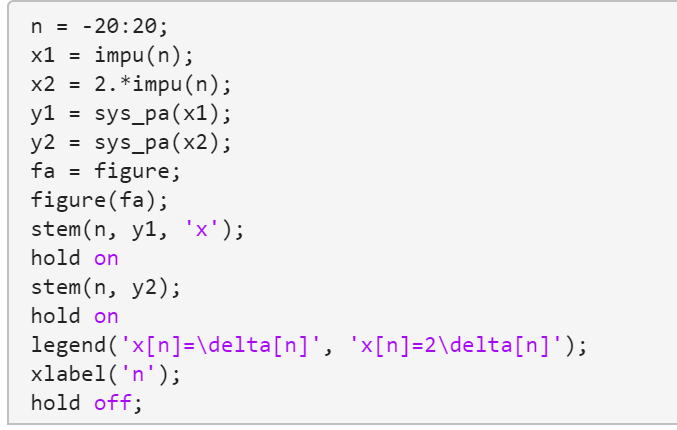 n = -20:20;
x1 = impu(n);
x2 = 2.*impu(n);
y1 = sys_pa(x1);
y2 = sys_pa(x2);
fa = figure;
figure(fa);
stem(n, y1, 'x');
hold on
stem(n, y2);
hold on
legend('x[n]=\delta[n]', 'x[n]=2\delta[n]');
xlabel('n');
hold off;